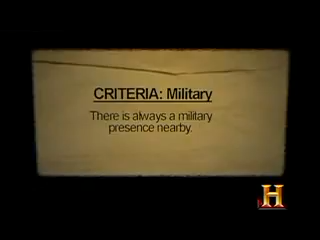 CRITERIA: Military
There is always a military
presence nearby.
H